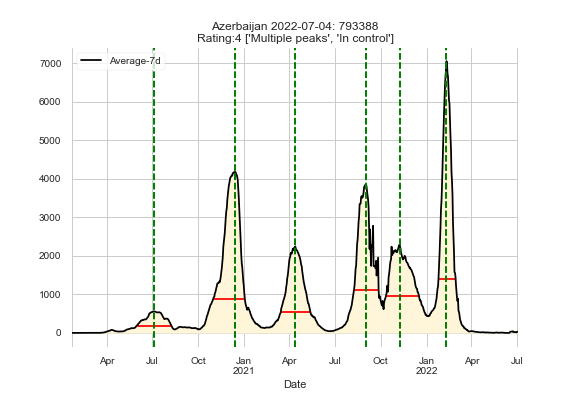 Azerbaijan 2022-07-04: 793388
Rating:4 ['Multiple peaks', 'In control']
Average-7d
7000
6000
5000
4000
3000
2000
1000
0
Apr Jul Oct Jan Apr Jul Oct Jan Apr Jul
2021 2022
Date